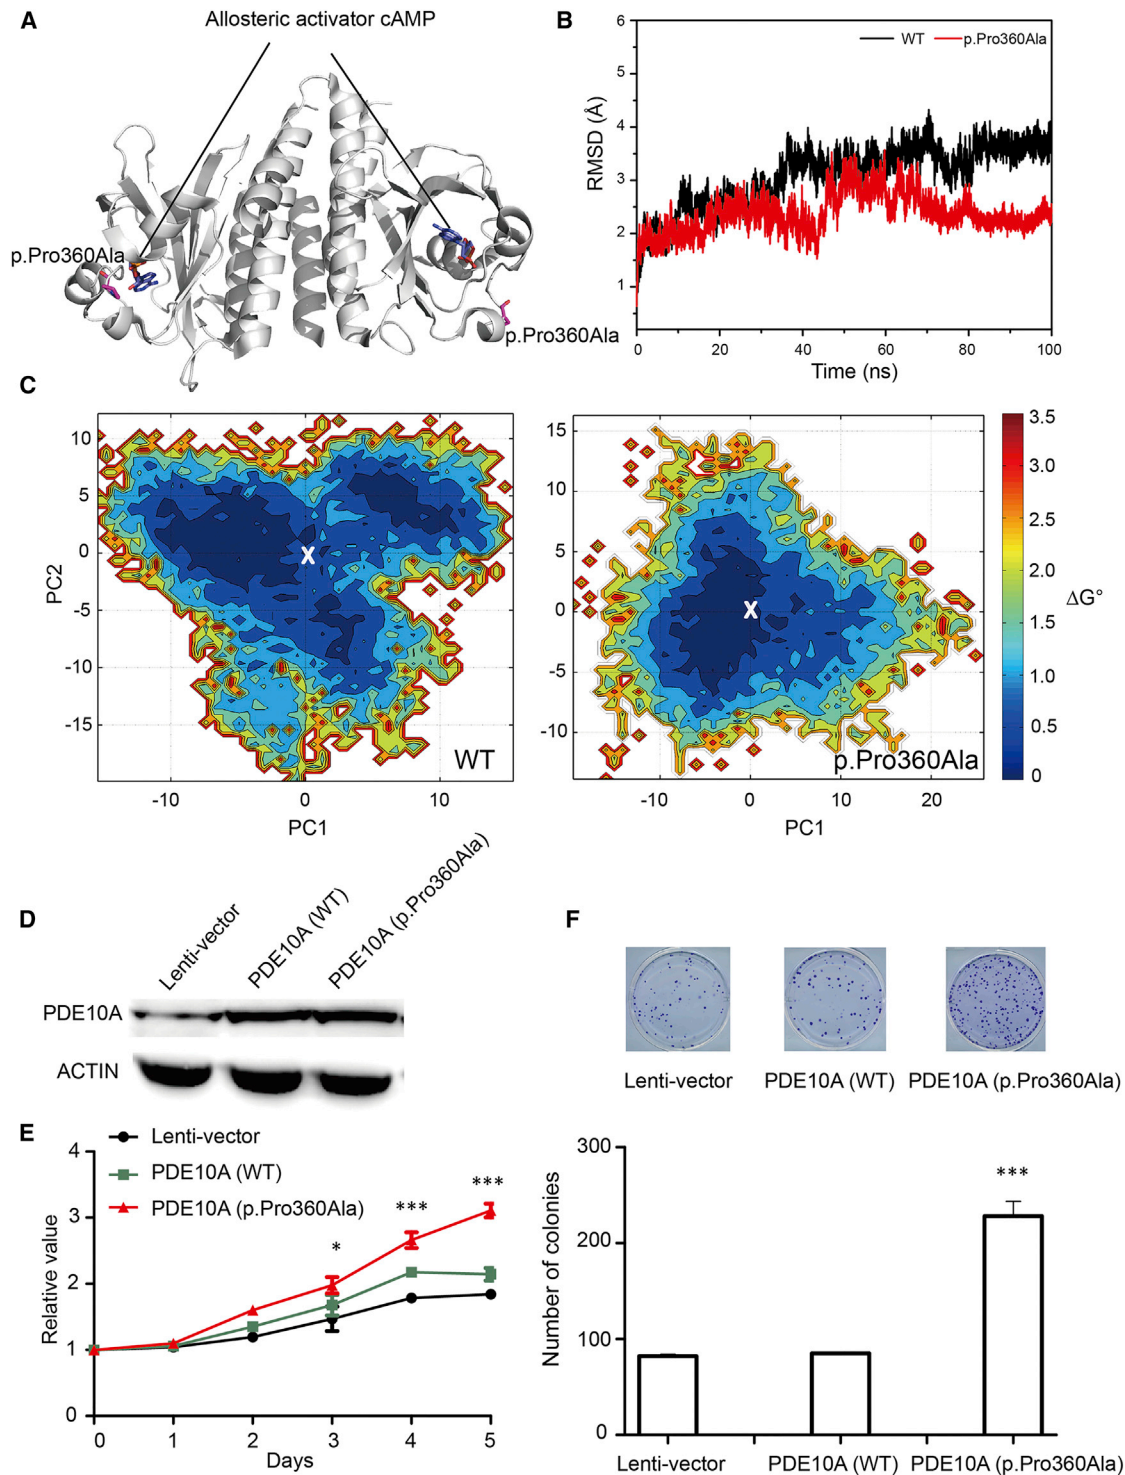 A
Allosteric activator cAMP
p.Pro360Ala
p.Pro360Ala
B
WT
p.Pro360Ala
RMSD (Å)
6
5
4
3
2
1
0
20
40
60
80
100
Time (ns)
C
PC2
10
5
0
-5
-10
-15
WT
-10
0
10
PC1
15
10
5
0
-5
-10
p.Pro360Ala
-10
0
10
20
PC1
3.5
3.0
2.5
2.0
1.5
1.0
0.5
0
ΔG°
D
Lenti-vector
PDE10A (WT)
PDE10A (p.Pro360Ala)
PDE10A
ACTIN
E
Lenti-vector
PDE10A (WT)
PDE10A (p.Pro360Ala)
Relative value
4
3
2
1
0
*
***
***
0
1
2
3
4
5
Days
F
Lenti-vector
PDE10A (WT)
PDE10A (p.Pro360Ala)
Number of colonies
300
200
100
0
***
Lenti-vector
PDE10A (WT)
PDE10A (p.Pro360Ala)